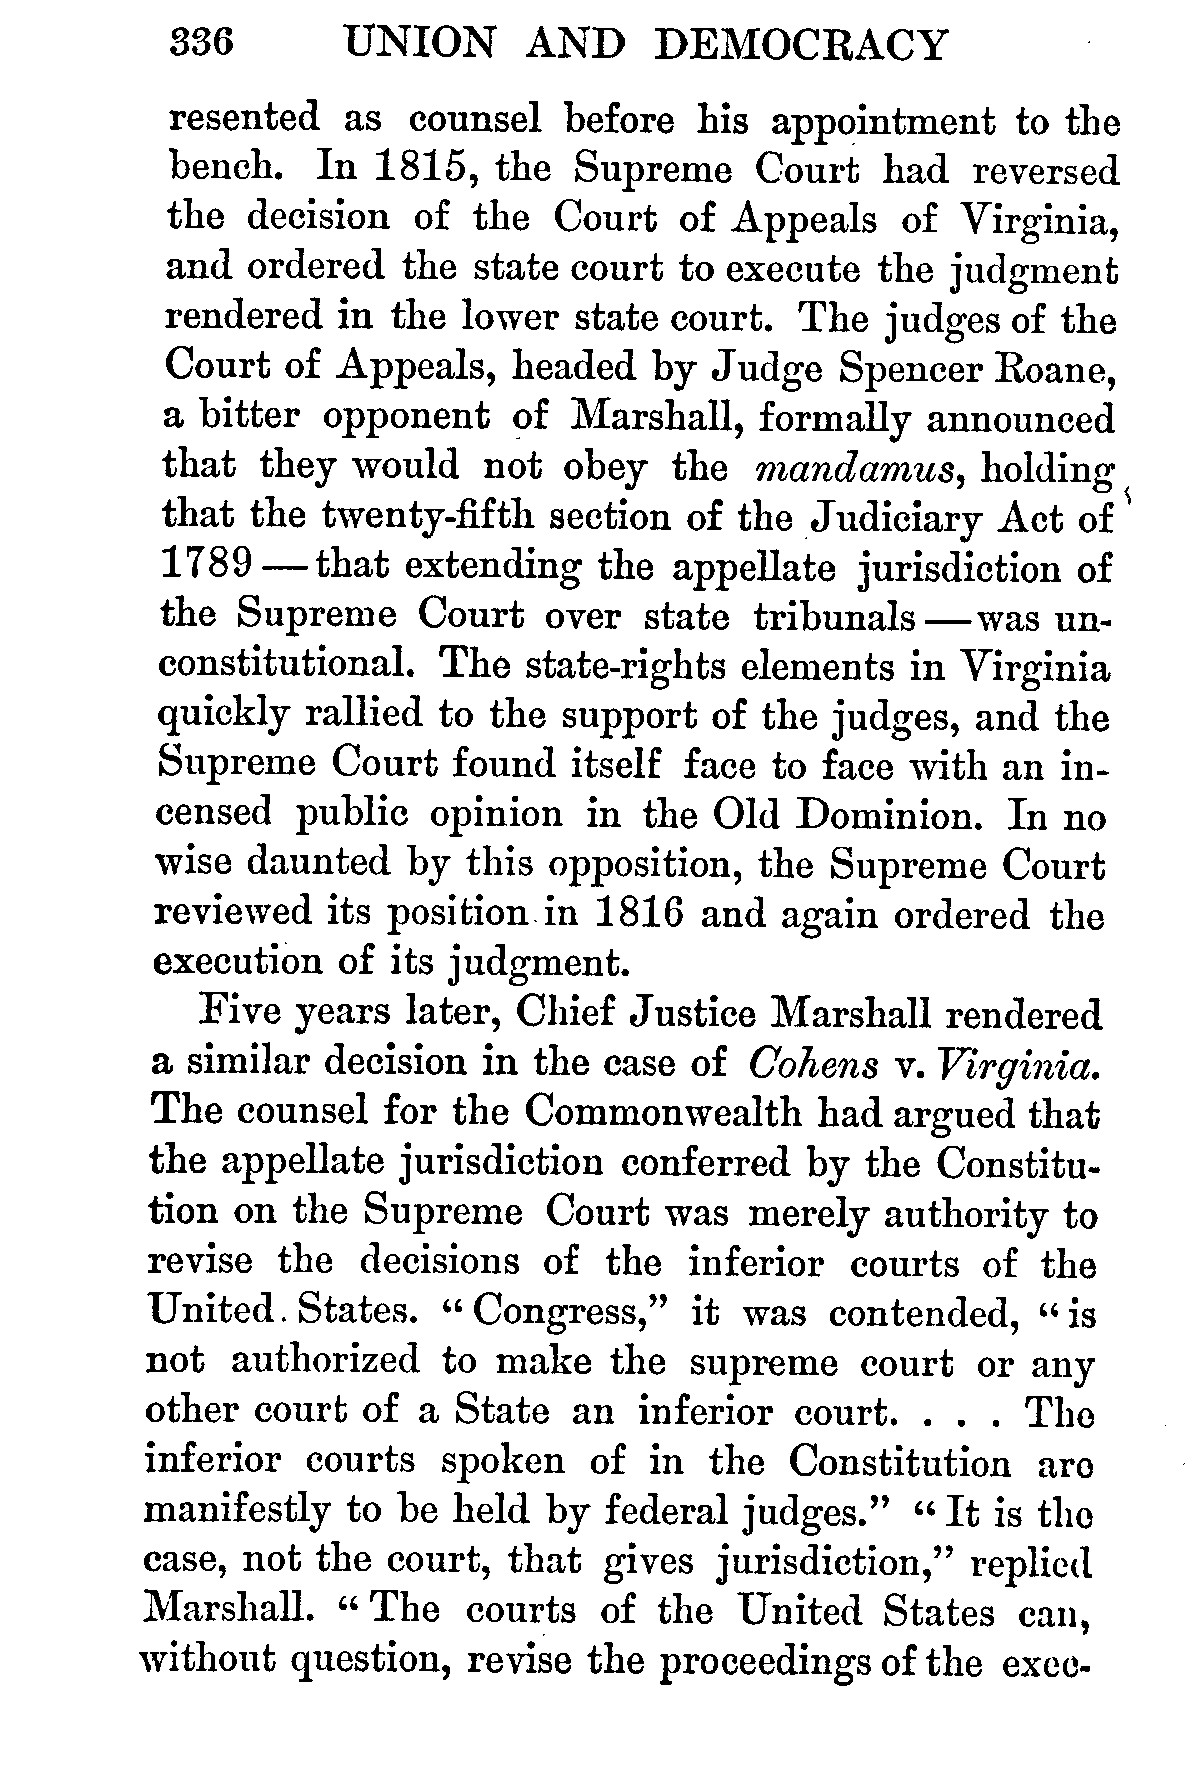 336 UNION AND DEMOCRACY
resented as counsel before his appointment to the
bench. In 1815, the Supreme Court had reversed
the decision of the Court of Appeals of Virginia,
and ordered the state court to execute the judgment
rendered in the lower state court. The judges of the
Court of Appeals, headed by Judge Spencer Roane,
a bitter opponent of Marshall, formally announced
that they would not obey the mandamus, holding
that the twenty-fifth section of the Judiciary Act of
1789 — that extending the appellate jurisdiction of
the Supreme Court over state tribunals — was un-
constitutional. The state-rights elements in Virginia
quickly rallied to the support of the judges, and the
Supreme Court found itself face to face with an in-
censed public opinion in the Old Dominion. In no
wise daunted by this opposition, the Supreme Court
reviewed its position in 1816 and again ordered the
execution of its judgment.
Five years later, Chief Justice Marshall rendered
a similar decision in the case of Cohens v. Virginia.
The counsel for the Commonwealth had argued that
the appellate jurisdiction conferred by the Constitu-
tion on the Supreme Court was merely authority to
revise the decisions of the inferior courts of the
United States. "Congress," it was contended, "is
not authorized to make the supreme court or any
other court of a State an inferior court. . . . The
inferior courts spoken of in the Constitution are
manifestly to be held by federal judges." "It is the
case, not the court, that gives jurisdiction," replied
Marshall. "The courts of the United States can,
without question, revise the proceedings of the exec-